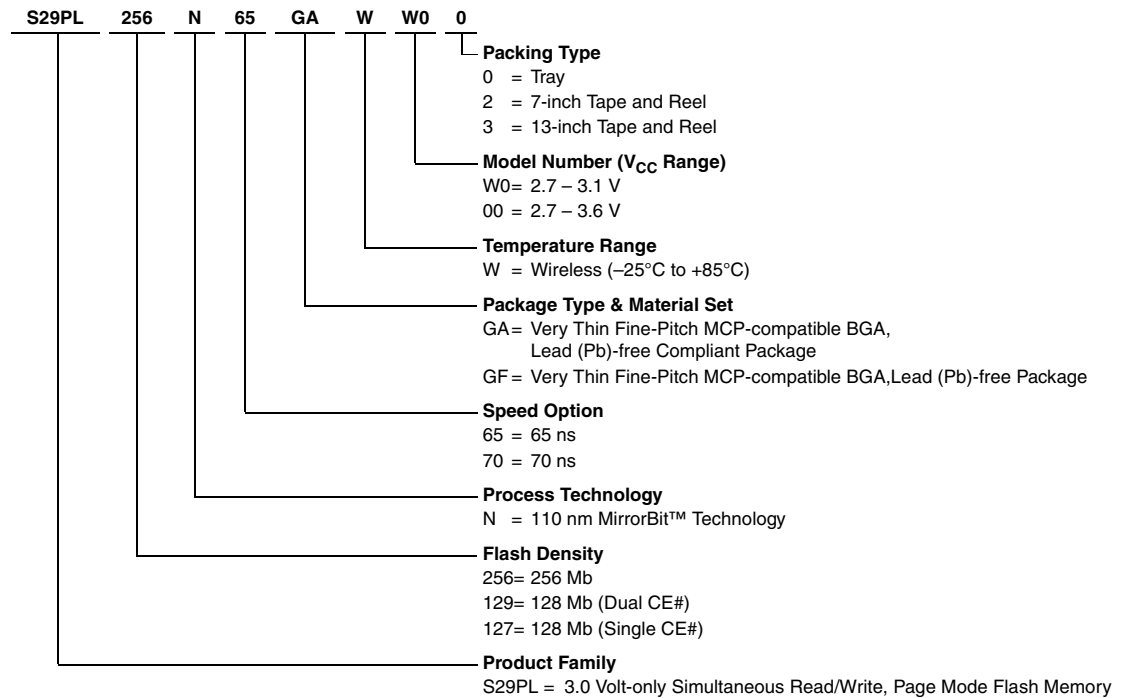 S29PL 256 N 65 GA W W0 0
Packing Type
0 = Tray
2 = 7-inch Tape and Reel
3 = 13-inch Tape and Reel
Model Number (VCC Range)
W0= 2.7 – 3.1 V
00 = 2.7 – 3.6 V
Temperature Range
W = Wireless (–25°C to +85°C)
Package Type & Material Set
GA= Very Thin Fine-Pitch MCP-compatible BGA,
Lead (Pb)-free Compliant Package
GF= Very Thin Fine-Pitch MCP-compatible BGA,Lead (Pb)-free Package
Speed Option
65 = 65 ns
70 = 70 ns
Process Technology
N = 110 nm MirrorBit™ Technology
Flash Density
256= 256 Mb
129= 128 Mb (Dual CE#)
127= 128 Mb (Single CE#)
Product Family
S29PL = 3.0 Volt-only Simultaneous Read/Write, Page Mode Flash Memory